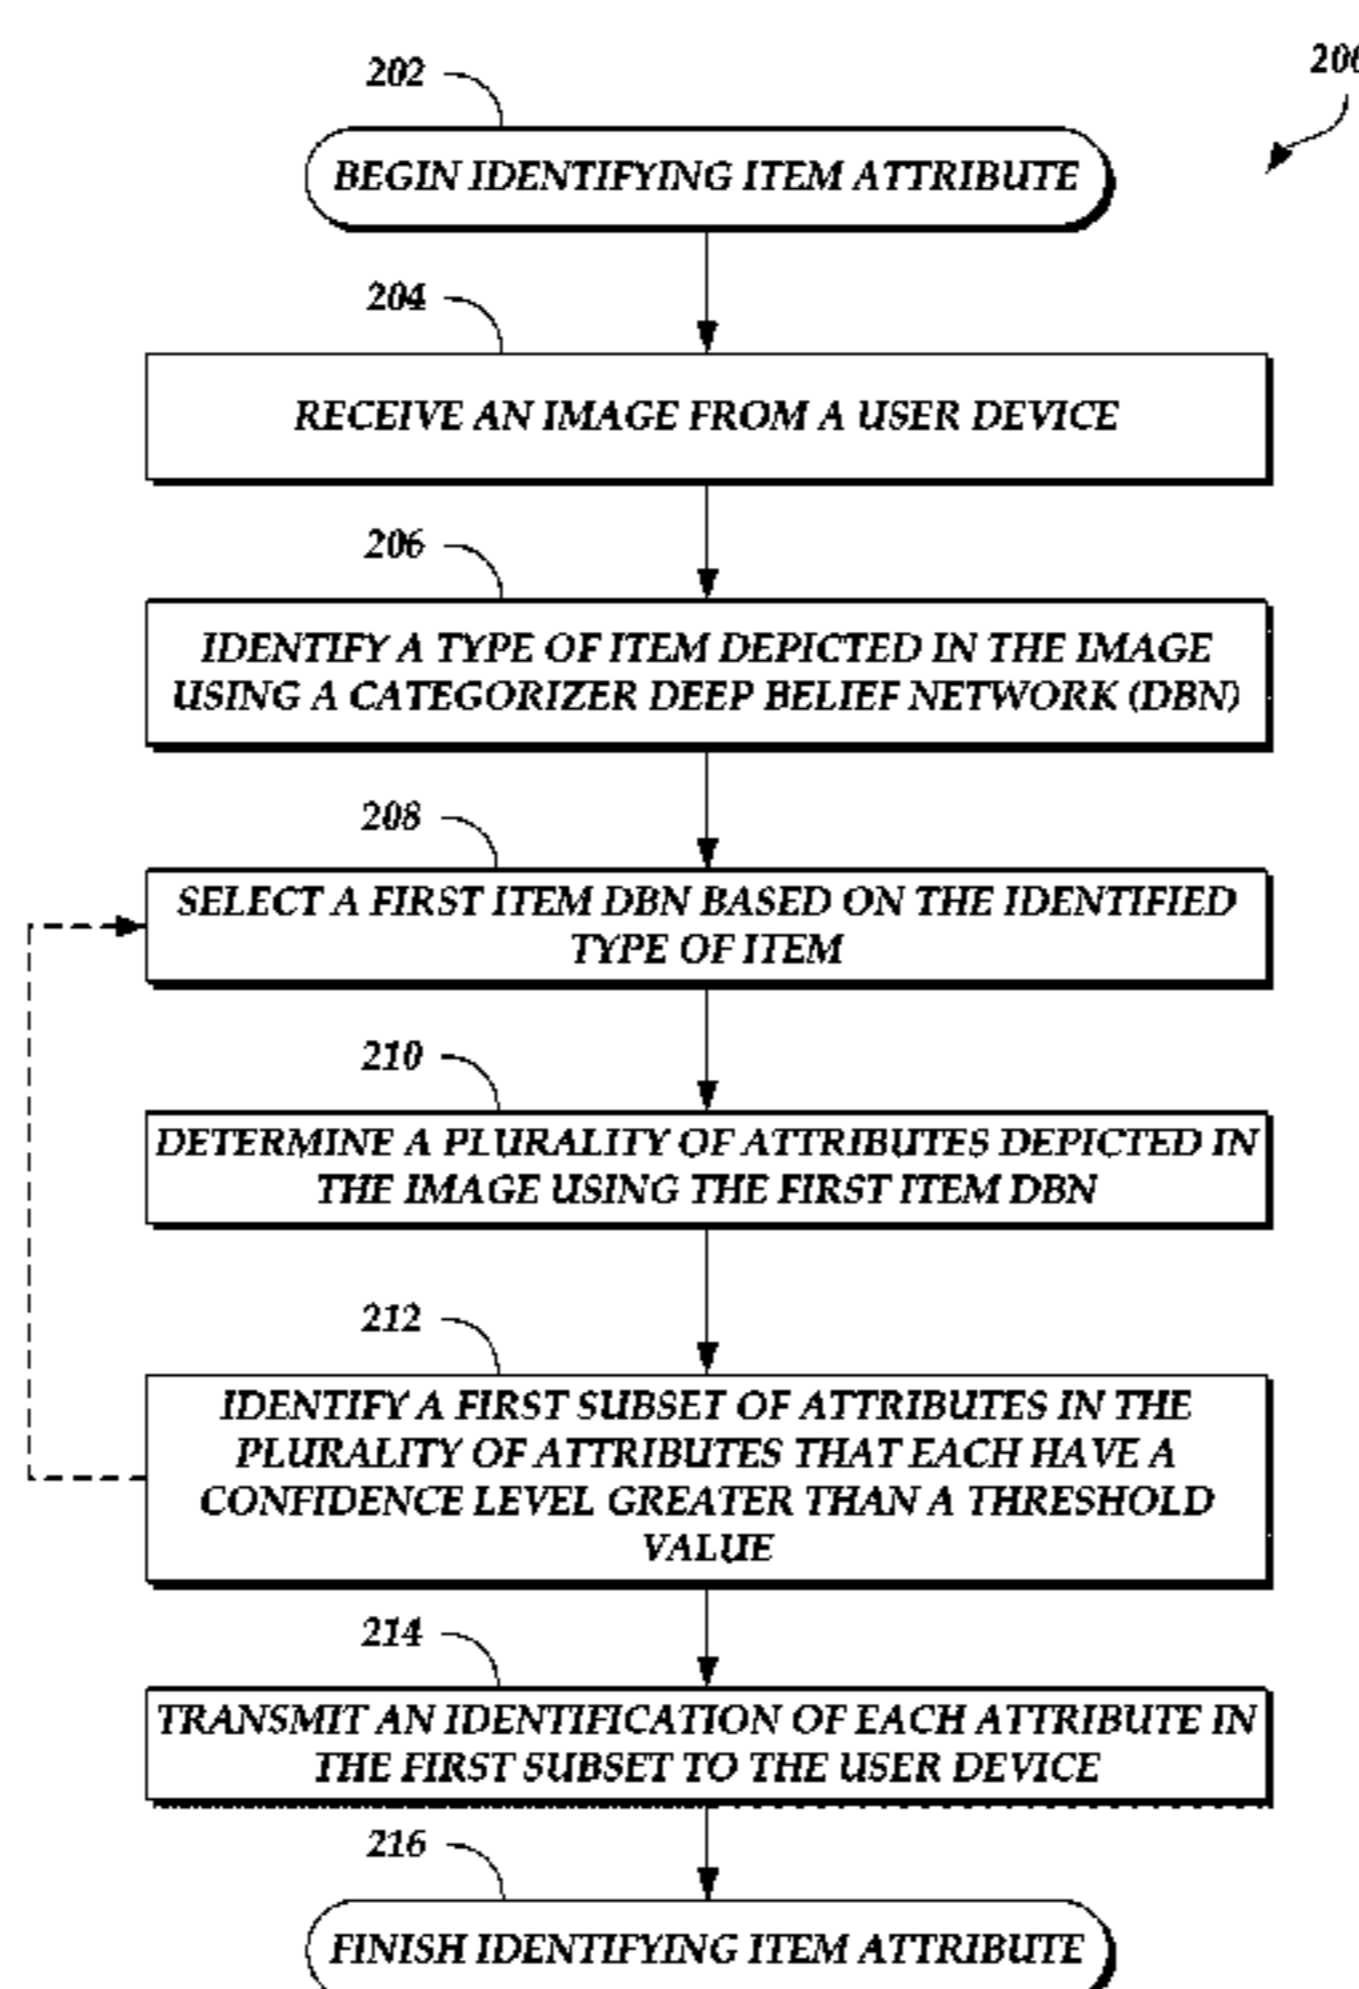 200
202
BEGIN IDENTIFYING ITEM ATTRIBUTE
204
RECEIVE AN IMAGE FROM A USER DEVICE
206
IDENTIFY A TYPE OF ITEM DEPICTED IN THE IMAGE
USING A CATEGORIZER DEEP BELIEF NETWORK (DBN)
208
SELECT A FIRST ITEM DBN BASED ON THE IDENTIFIED
TYPE OF ITEM
210
DETERMINE A PLURALITY OF ATTRIBUTES DEPICTED IN
THE IMAGE USING THE FIRST ITEM DBN
212
IDENTIFY A FIRST SUBSET OF ATTRIBUTES IN THE
PLURALITY OF ATTRIBUTES THAT EACH HAVE A
CONFIDENCE LEVEL GREATER THAN A THRESHOLD
VALUE
214
TRANSMIT AN IDENTIFICATION OF EACH ATTRIBUTE IN
THE FIRST SUBSET TO THE USER DEVICE
216
FINISH IDENTIFYING ITEM ATTRIBUTE